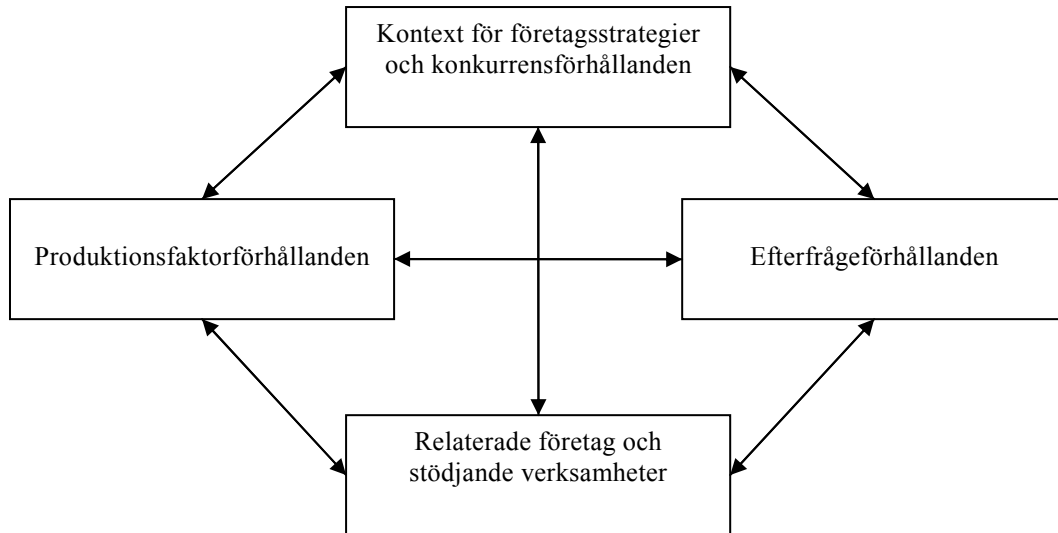 Kontext för företagsstrategier
och konkurrensförhållanden
Produktionsfaktorförhållanden
Efterfrågeförhållanden
Relaterade företag och
stödjande verksamheter